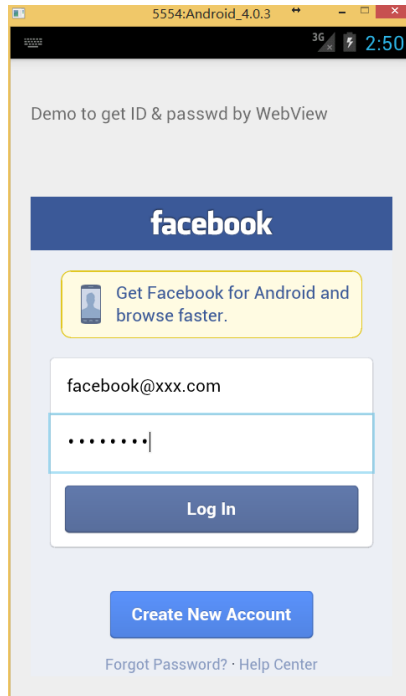 5554:Android_4.0.3
3G 2:50
Demo to get ID & passwd by WebView
facebook
Get Facebook for Android and
browse faster.
facebook@xxx.com
••••••••
Log In
Create New Account
Forgot Password? · Help Center